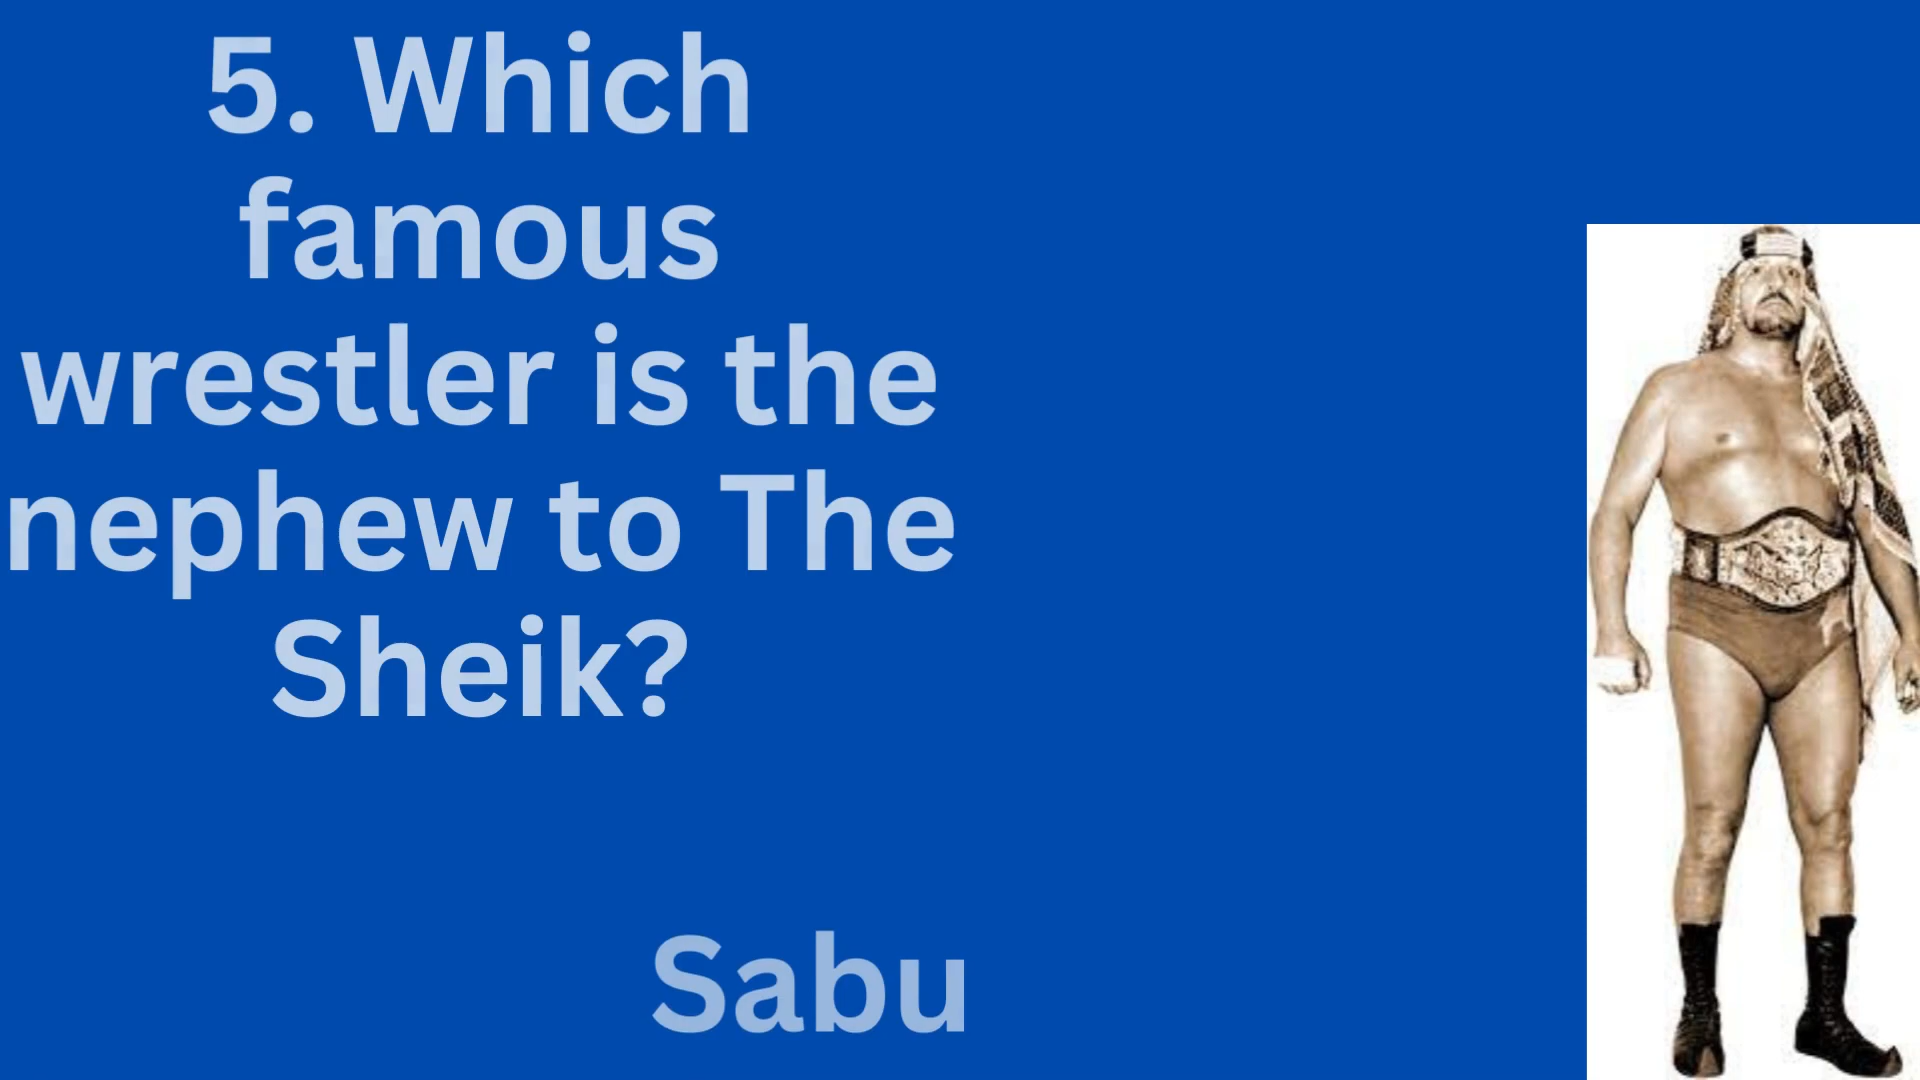 5. Which
famous
wrestler is the
nephew to The
Sheik?
Sabu